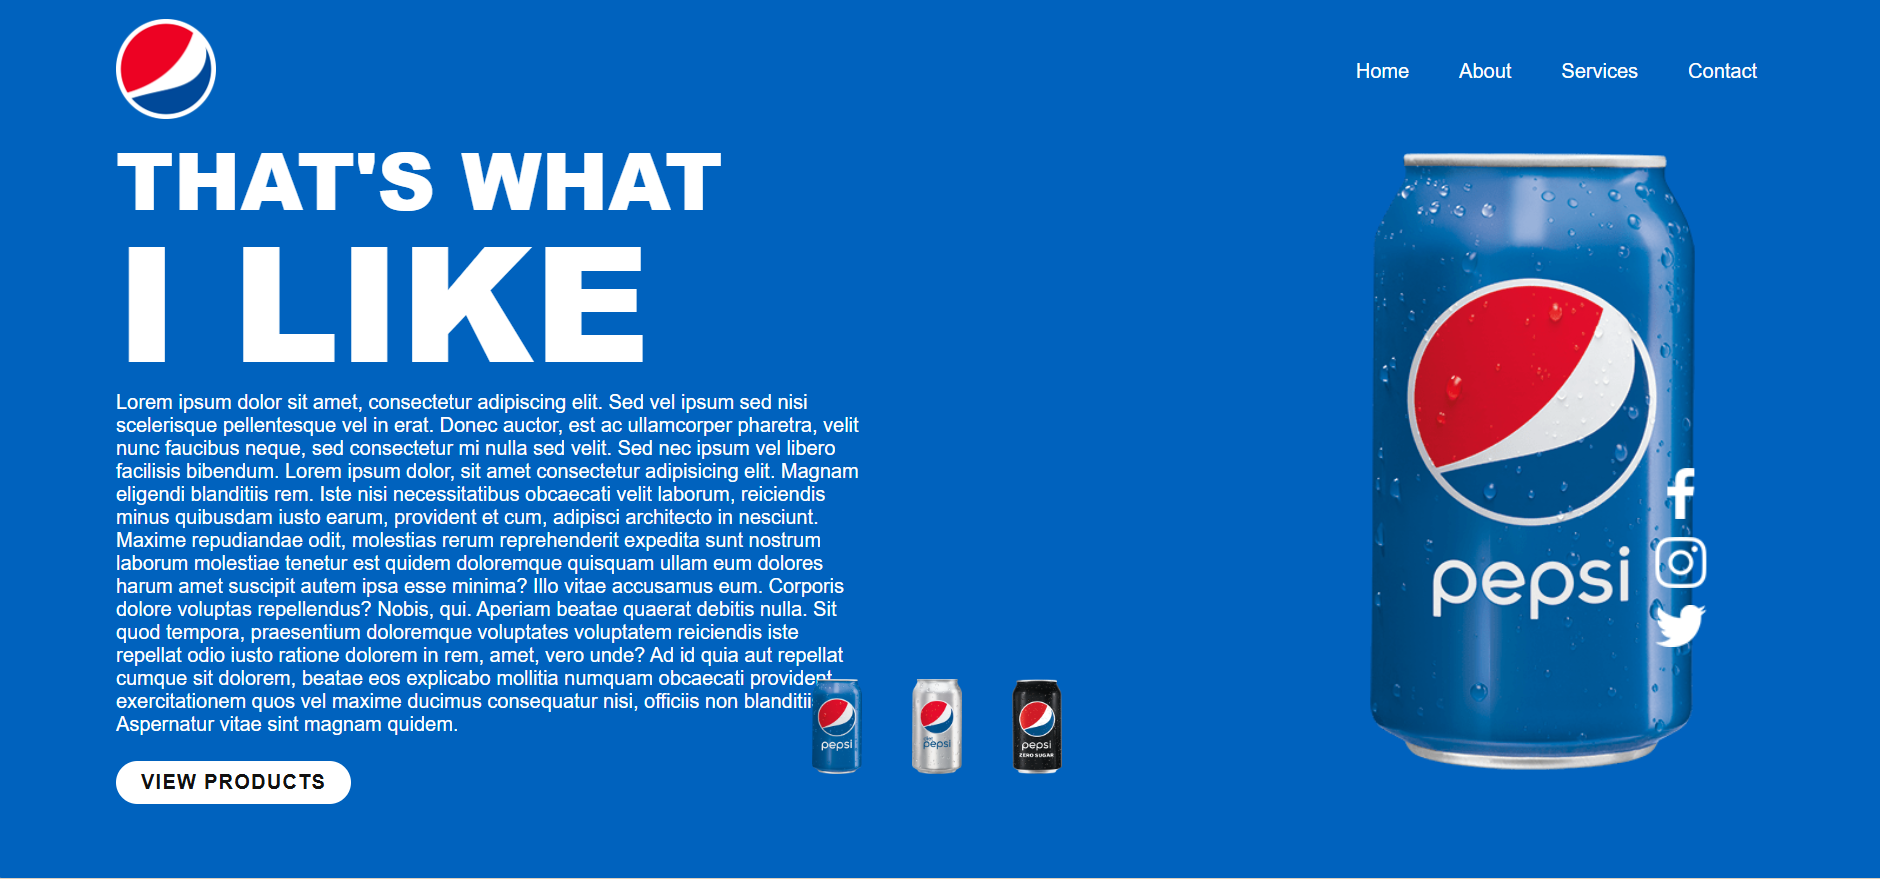 Home About Services Contact
THAT'S WHAT
I LIKE
Lorem ipsum dolor sit amet, consectetur adipiscing elit. Sed vel ipsum sed nisi
scelerisque pellentesque vel in erat. Donec auctor, est ac ullamcorper pharetra, velit
nunc faucibus neque, sed consectetur mi nulla sed velit. Sed nec ipsum vel libero
facilisis bibendum. Lorem ipsum dolor, sit amet consectetur adipisicing elit. Magnam
eligendi blanditiis rem. Iste nisi necessitatibus obcaecati velit laborum, reiciendis
minus quibusdam iusto earum, provident et cum, adipisci architecto in nesciunt.
Maxime repudiandae odit, molestias rerum reprehenderit expedita sunt nostrum
laborum molestiae tenetur est quidem doloremque quisquam ullam eum dolores
harum amet suscipit autem ipsa esse minima? Illo vitae accusamus eum. Corporis
dolore voluptas repellendus? Nobis, qui. Aperiam beatae quaerat debitis nulla. Sit
quod tempora, praesentium doloremque voluptates voluptatem reiciendis iste
repellat odio iusto ratione dolorem in rem, amet, vero unde? Ad id quia aut repellat
cumque sit dolorem, beatae eos explicabo mollitia numquam obcaecati provident
exercitationem quos vel maxime ducimus consequatur nisi, officiis non blanditii
Aspernatur vitae sint magnam quidem.
VIEW PRODUCTS
pepsi
pepsi
pepsi
ZERO SUGAR
pepsi